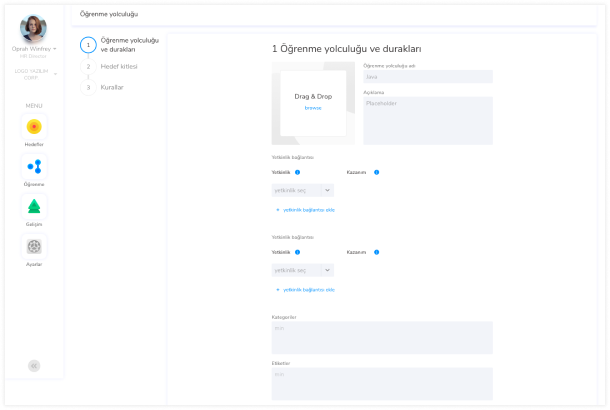 Öğrenme yolculuğu
Oprah Winfrey
HR Director
LOGO YAZILIM
CORP.
MENU
Hedefler
Öğrenme
Gelişim
Ayarlar
1 Öğrenme yolculuğu
ve durakları
2 Hedef kitlesi
3 Kurallar
1 Öğrenme yolculuğu ve durakları
Drag & Drop
browse
Öğrenme yolculuğu adı
Java
Açıklama
Placeholder
Yetkinlik bağlantısı
Yetkinlik Kazanım
yetkinlik seç
+ yetkinlik bağlantısı ekle
Yetkinlik bağlantısı
Yetkinlik Kazanım
yetkinlik seç
+ yetkinlik bağlantısı ekle
Kategoriler
Etiketler